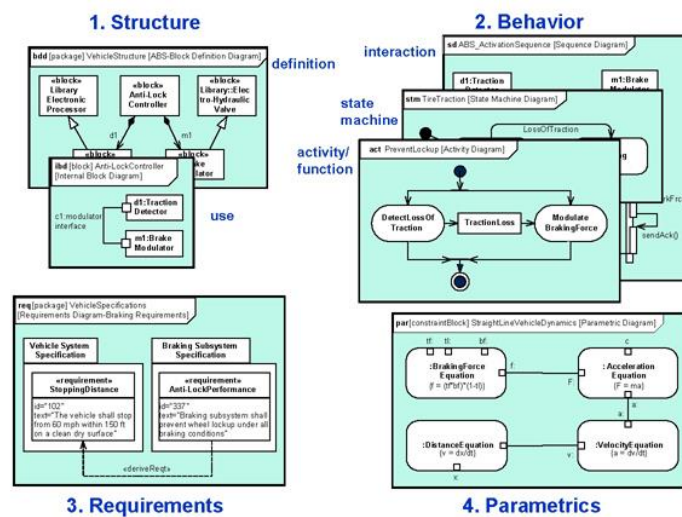 1. Structure
bdd [package] VehicleStructure [ABS-Block Definition Diagram]
definition
«block»
Library
Electronic
Processor
«block»
Anti-Lock
Controller
«block»
Library::Elec
tro-Hydraulic
Valve
d1
m1
«block»
ibd [block] Anti-LockController
[Internal Block Diagram]
use
c1:modulator
interface
d1:Traction
Detector
m1:Brake
Modulator
2. Behavior
interaction
sd ABS_ActivationSequence [Sequence Diagram]
d1:Traction
m1:Brake
state
machine
stm TireTraction [State Machine Diagram]
LossOfTraction
activity/
function
act PreventLockup [Activity Diagram]
DetectLossOf
Traction
TractionLoss
Modulate
BrakingForce
sendAck()
req [package] VehicleSpecifications
[Requirements Diagram-Braking Requirements]
Vehicle System
Specification
«requirement»
StoppingDistance
id="102"
text="The vehicle shall stop
from 60 mph within 150 ft
on a clean dry surface"
Braking Subsystem
Specification
«requirement»
Anti-LockPerformance
id="337"
text="Braking subsystem shall
prevent wheel lockup under all
braking conditions"
«deriveReqt»
3. Requirements
par [constraintBlock] StraightLineVehicleDynamics [Parametric Diagram]
tf:
tl:
bf:
c
:BrakingForce
Equation
{f = (tf*bf)*(1-tl)}
f:
F:
:Acceleration
Equation
{F = ma}
a:
a:
:DistanceEquation
{v = dx/dt}
v:
:VelocityEquation
{a = dv/dt}
x:
4. Parametrics